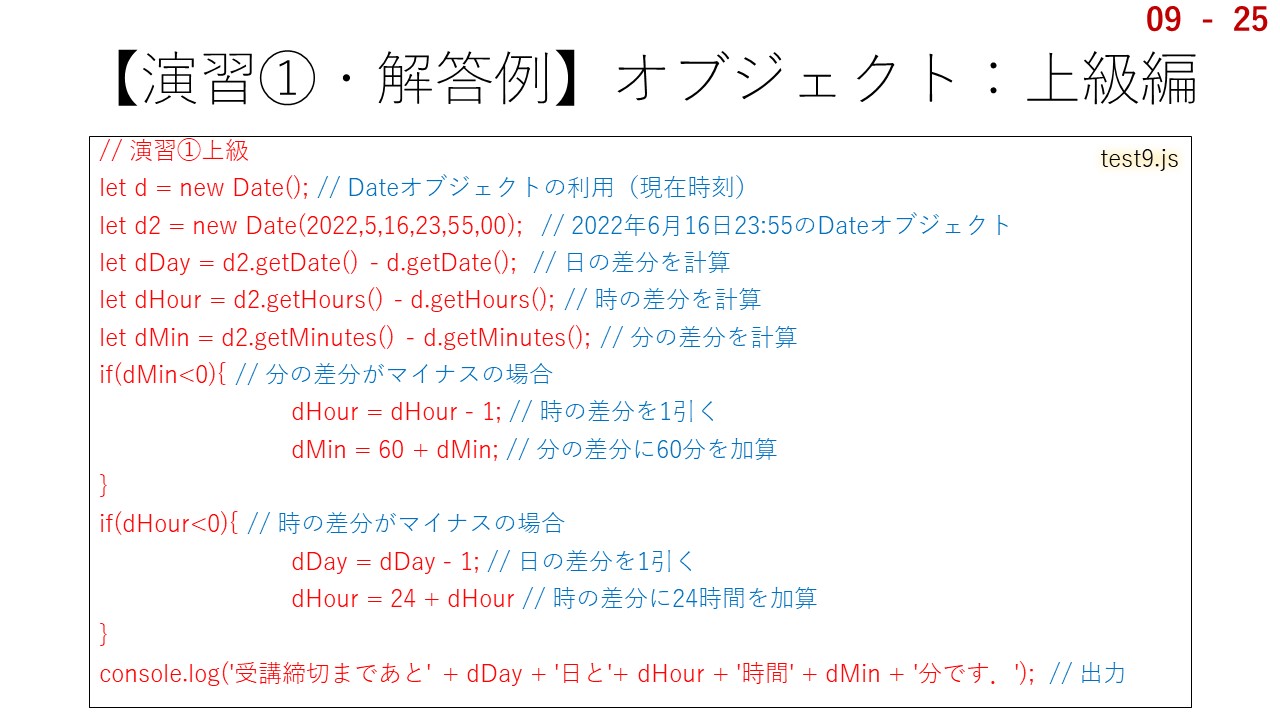 09 - 25
【演習①・解答例】オブジェクト：上級編
test9.js
// 演習①上級
let d = new Date(); // Dateオブジェクトの利用（現在時刻）
let d2 = new Date(2022,5,16,23,55,00); // 2022年6月16日23:55のDateオブジェクト
let dDay = d2.getDate() - d.getDate(); // 日の差分を計算
let dHour = d2.getHours() - d.getHours(); // 時の差分を計算
let dMin = d2.getMinutes() - d.getMinutes(); // 分の差分を計算
if(dMin<0){ // 分の差分がマイナスの場合
dHour = dHour - 1; // 時の差分を1引く
dMin = 60 + dMin; // 分の差分に60分を加算
}
if(dHour<0){ // 時の差分がマイナスの場合
dDay = dDay - 1; // 日の差分を1引く
dHour = 24 + dHour // 時の差分に24時間を加算
}
console.log('受講締切まであと' + dDay + '日と'+ dHour + '時間' + dMin + '分です．'); // 出力